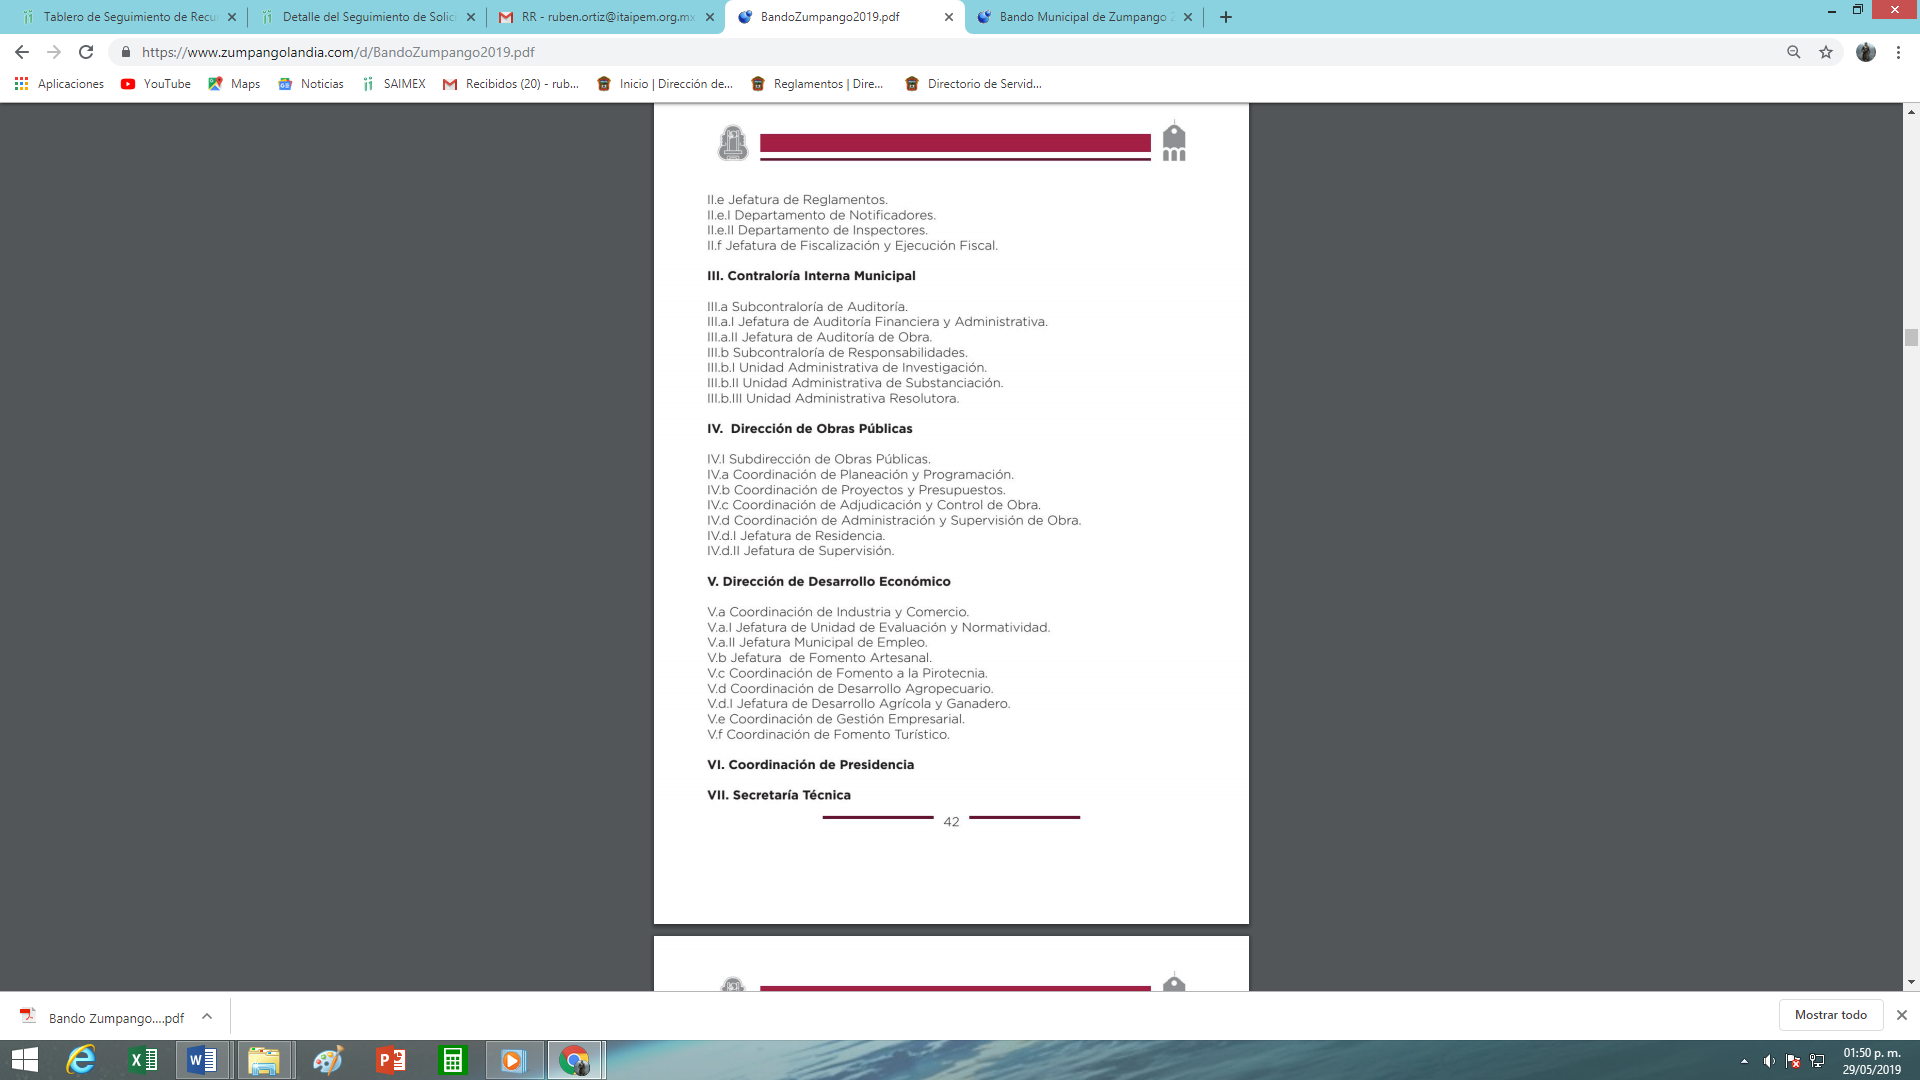 Tablero de Seguimiento de Recu
Detalle del Seguimiento de Solic
RR - ruben.ortiz@itaipem.org.mx
BandoZumpango2019.pdf
Bando Municipal de Zumpango 2
https://www.zumpangolandia.com/d/BandoZumpango2019.pdf
Aplicaciones
YouTube
Maps
Noticias
SAIMEX
Recibidos (20) - rub...
Inicio | Dirección de...
Reglamentos | Dire...
Directorio de Servid...
II.e Jefatura de Reglamentos.
II.e.I Departamento de Notificadores.
II.e.II Departamento de Inspectores.
II.f Jefatura de Fiscalización y Ejecución Fiscal.
III. Contraloría Interna Municipal
III.a Subcontraloría de Auditoría.
III.a.I Jefatura de Auditoría Financiera y Administrativa.
III.a.II Jefatura de Auditoría de Obra.
III.b Subcontraloría de Responsabilidades.
III.b.I Unidad Administrativa de Investigación.
III.b.II Unidad Administrativa de Substanciación.
III.b.III Unidad Administrativa Resolutora.
IV. Dirección de Obras Públicas
IV.I Subdirección de Obras Públicas.
IV.a Coordinación de Planeación y Programación.
IV.b Coordinación de Proyectos y Presupuestos.
IV.c Coordinación de Adjudicación y Control de Obra.
IV.d Coordinación de Administración y Supervisión de Obra.
IV.d.I Jefatura de Residencia.
IV.d.II Jefatura de Supervisión.
V. Dirección de Desarrollo Económico
V.a Coordinación de Industria y Comercio.
V.a.I Jefatura de Unidad de Evaluación y Normatividad.
V.a.II Jefatura Municipal de Empleo.
V.b Jefatura de Fomento Artesanal.
V.c Coordinación de Fomento a la Pirotecnia.
V.d Coordinación de Desarrollo Agropecuario.
V.d.I Jefatura de Desarrollo Agrícola y Ganadero.
V.e Coordinación de Gestión Empresarial.
V.f Coordinación de Fomento Turístico.
VI. Coordinación de Presidencia
VII. Secretaría Técnica
42
Bando Zumpango....pdf
Mostrar todo
01:50 p. m.
29/05/2019